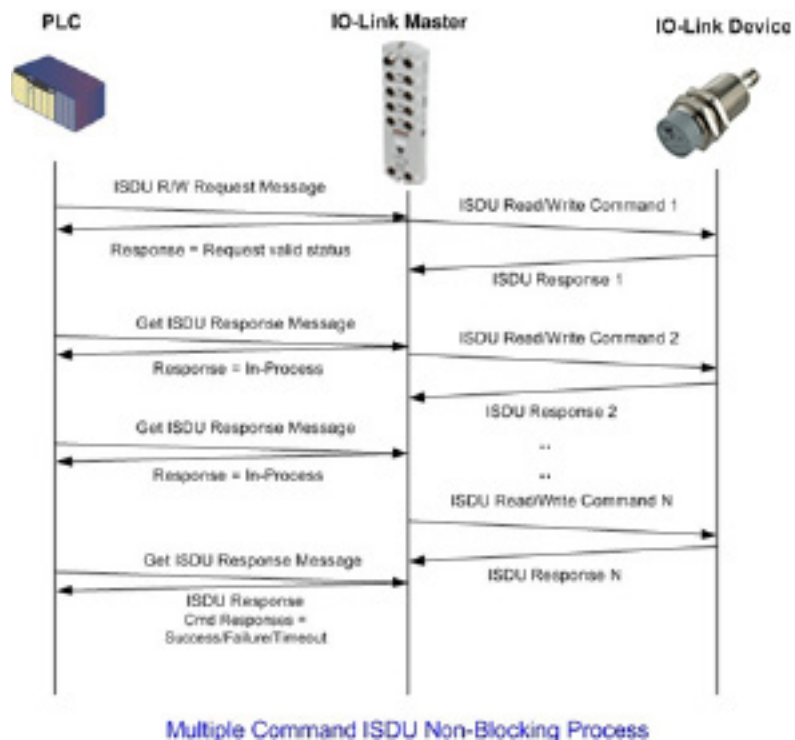 PLC
IO-Link Master
IO-Link Device
ISDU R/W Request Message
ISDU Read/Write Command 1
Response = Request valid status
ISDU Response 1
Get ISDU Response Message
ISDU Read/Write Command 2
Response = In-Process
ISDU Response 2
Get ISDU Response Message
..
Response = In-Process
..
ISDU Read/Write Command N
Get ISDU Response Message
ISDU Response N
ISDU Response
Cmd Responses =
Success/Failure/Timeout
Multiple Command ISDU Non-Blocking Process